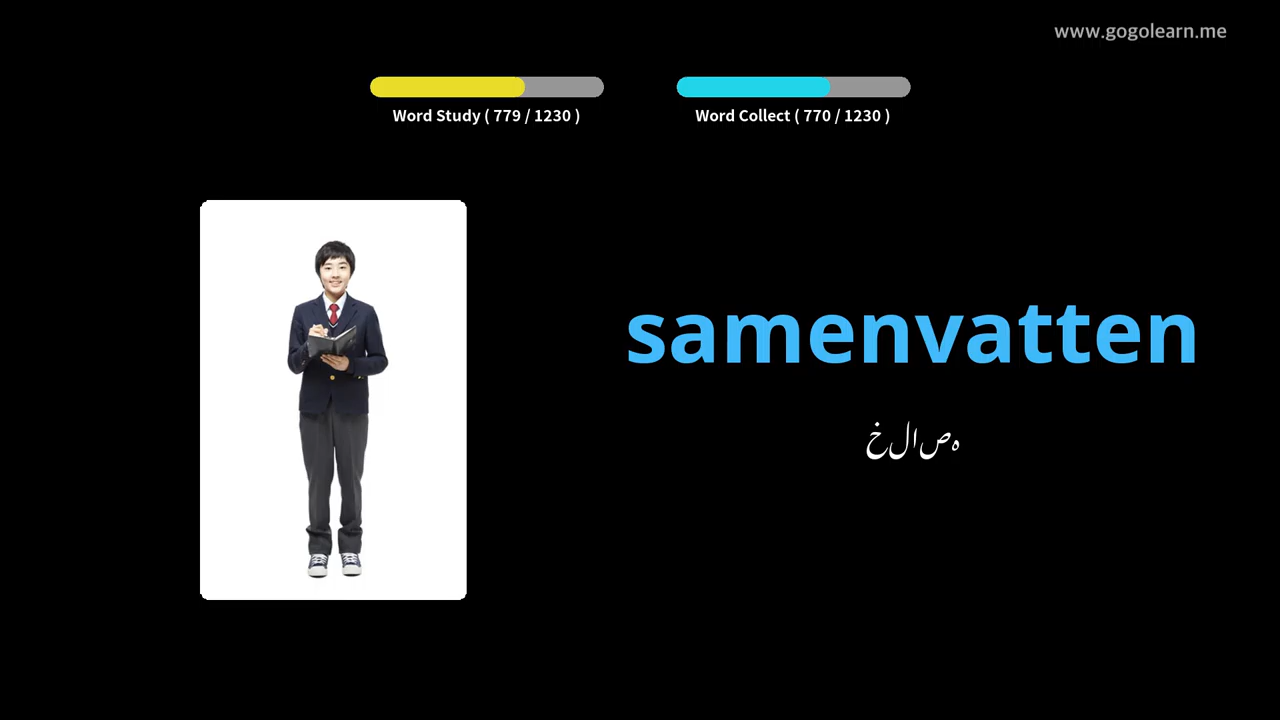 www.gogolearn.me
Word Study ( 779 / 1230 )
Word Collect ( 770 / 1230 )
samenvatten
خلاصہ